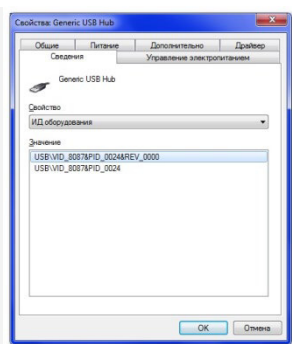 Свойства: Generic USB Hub
Общие Питание Дополнительно Драйвер
Сведения Управление электропитанием
Generic USB Hub
Свойство
ИД оборудования
Значение
USB\VID_8087&PID_0024&REV_0000
USB\VID_8087&PID_0024
OK Отмена